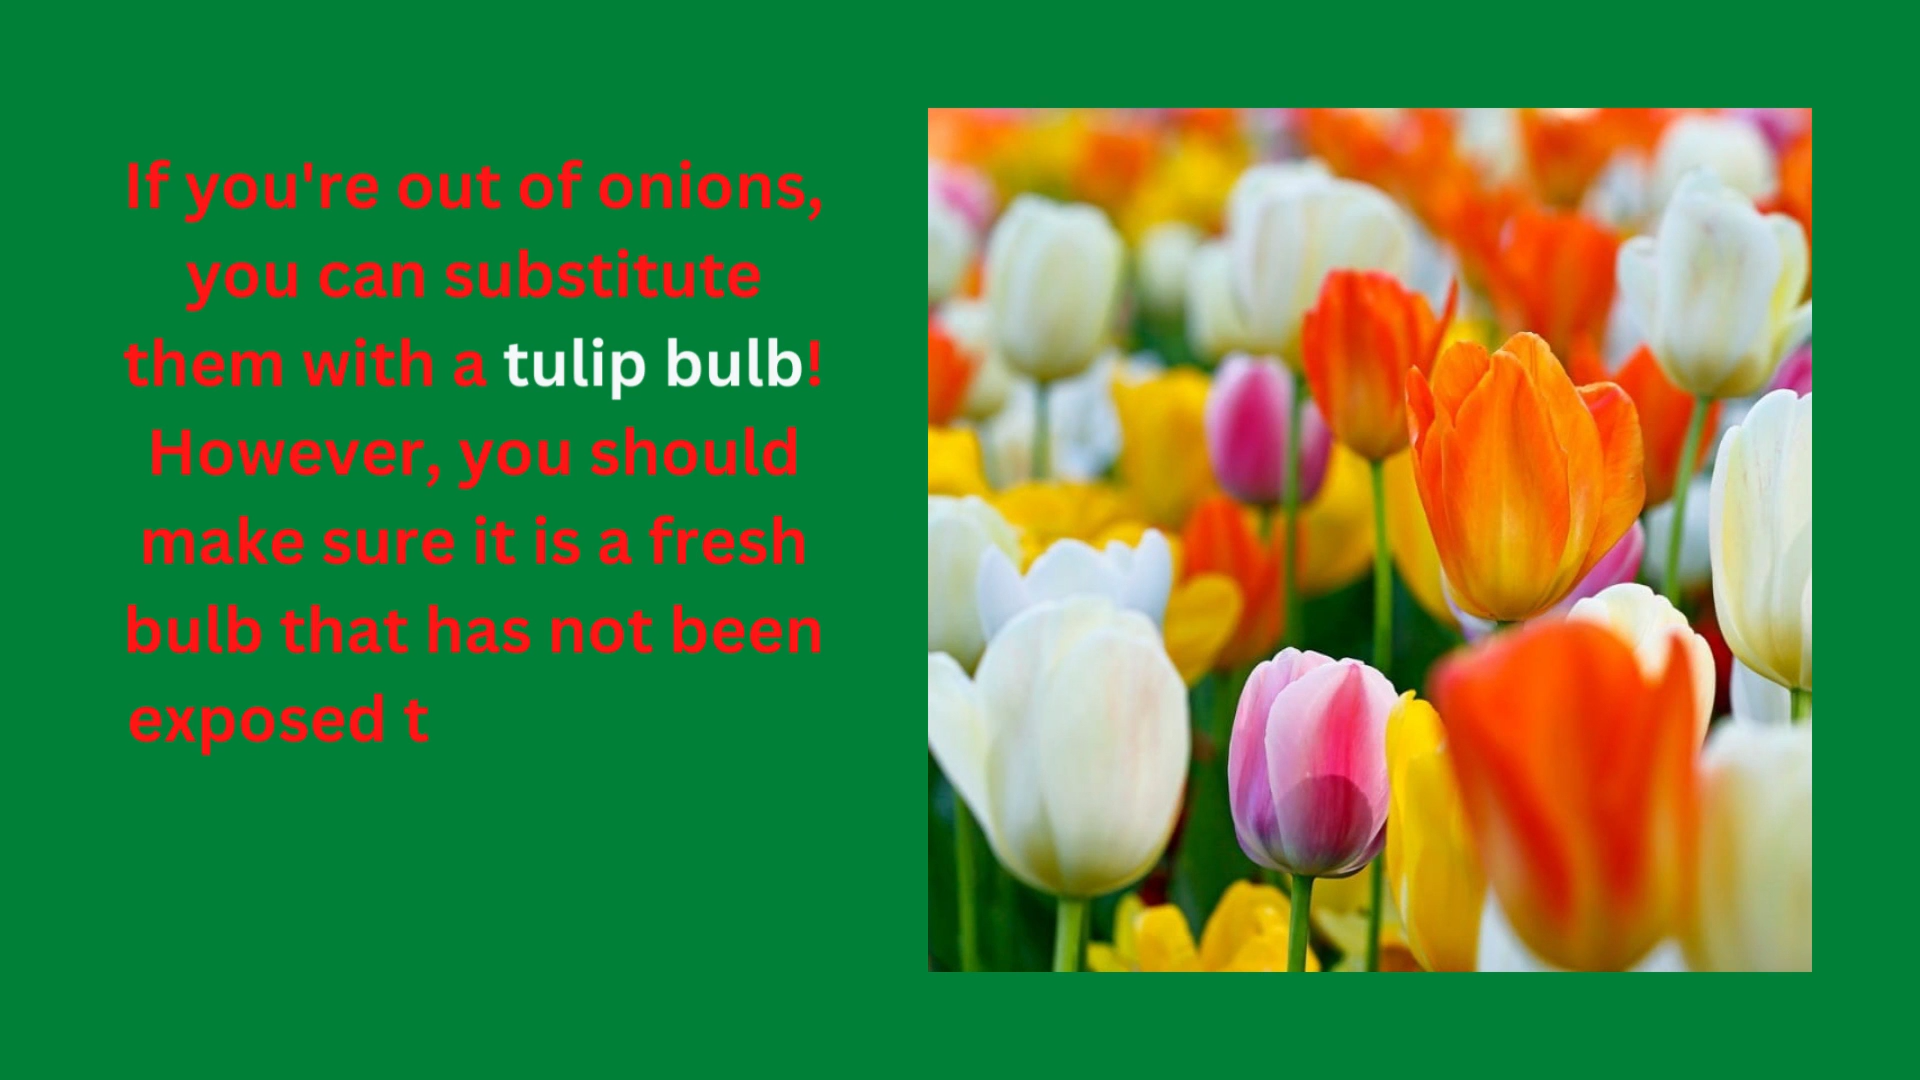 If you're out of onions,
you can substitute
them with a tulip bulb!
However, you should
make sure it is a fresh
bulb that has not been
exposed t